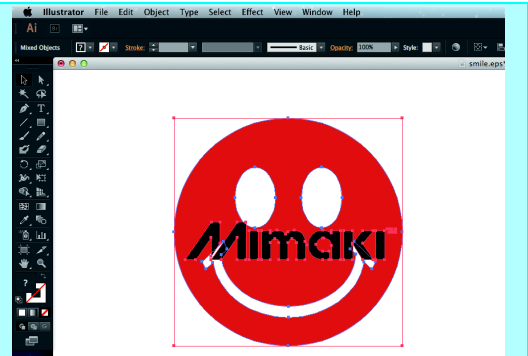 Illustrator File Edit Object Type Select Effect View Window Help
Ai
Mixed Objects ? Stroke: Basic Opacity: 100% Style:
smile.eps*
Mimaki
T
?